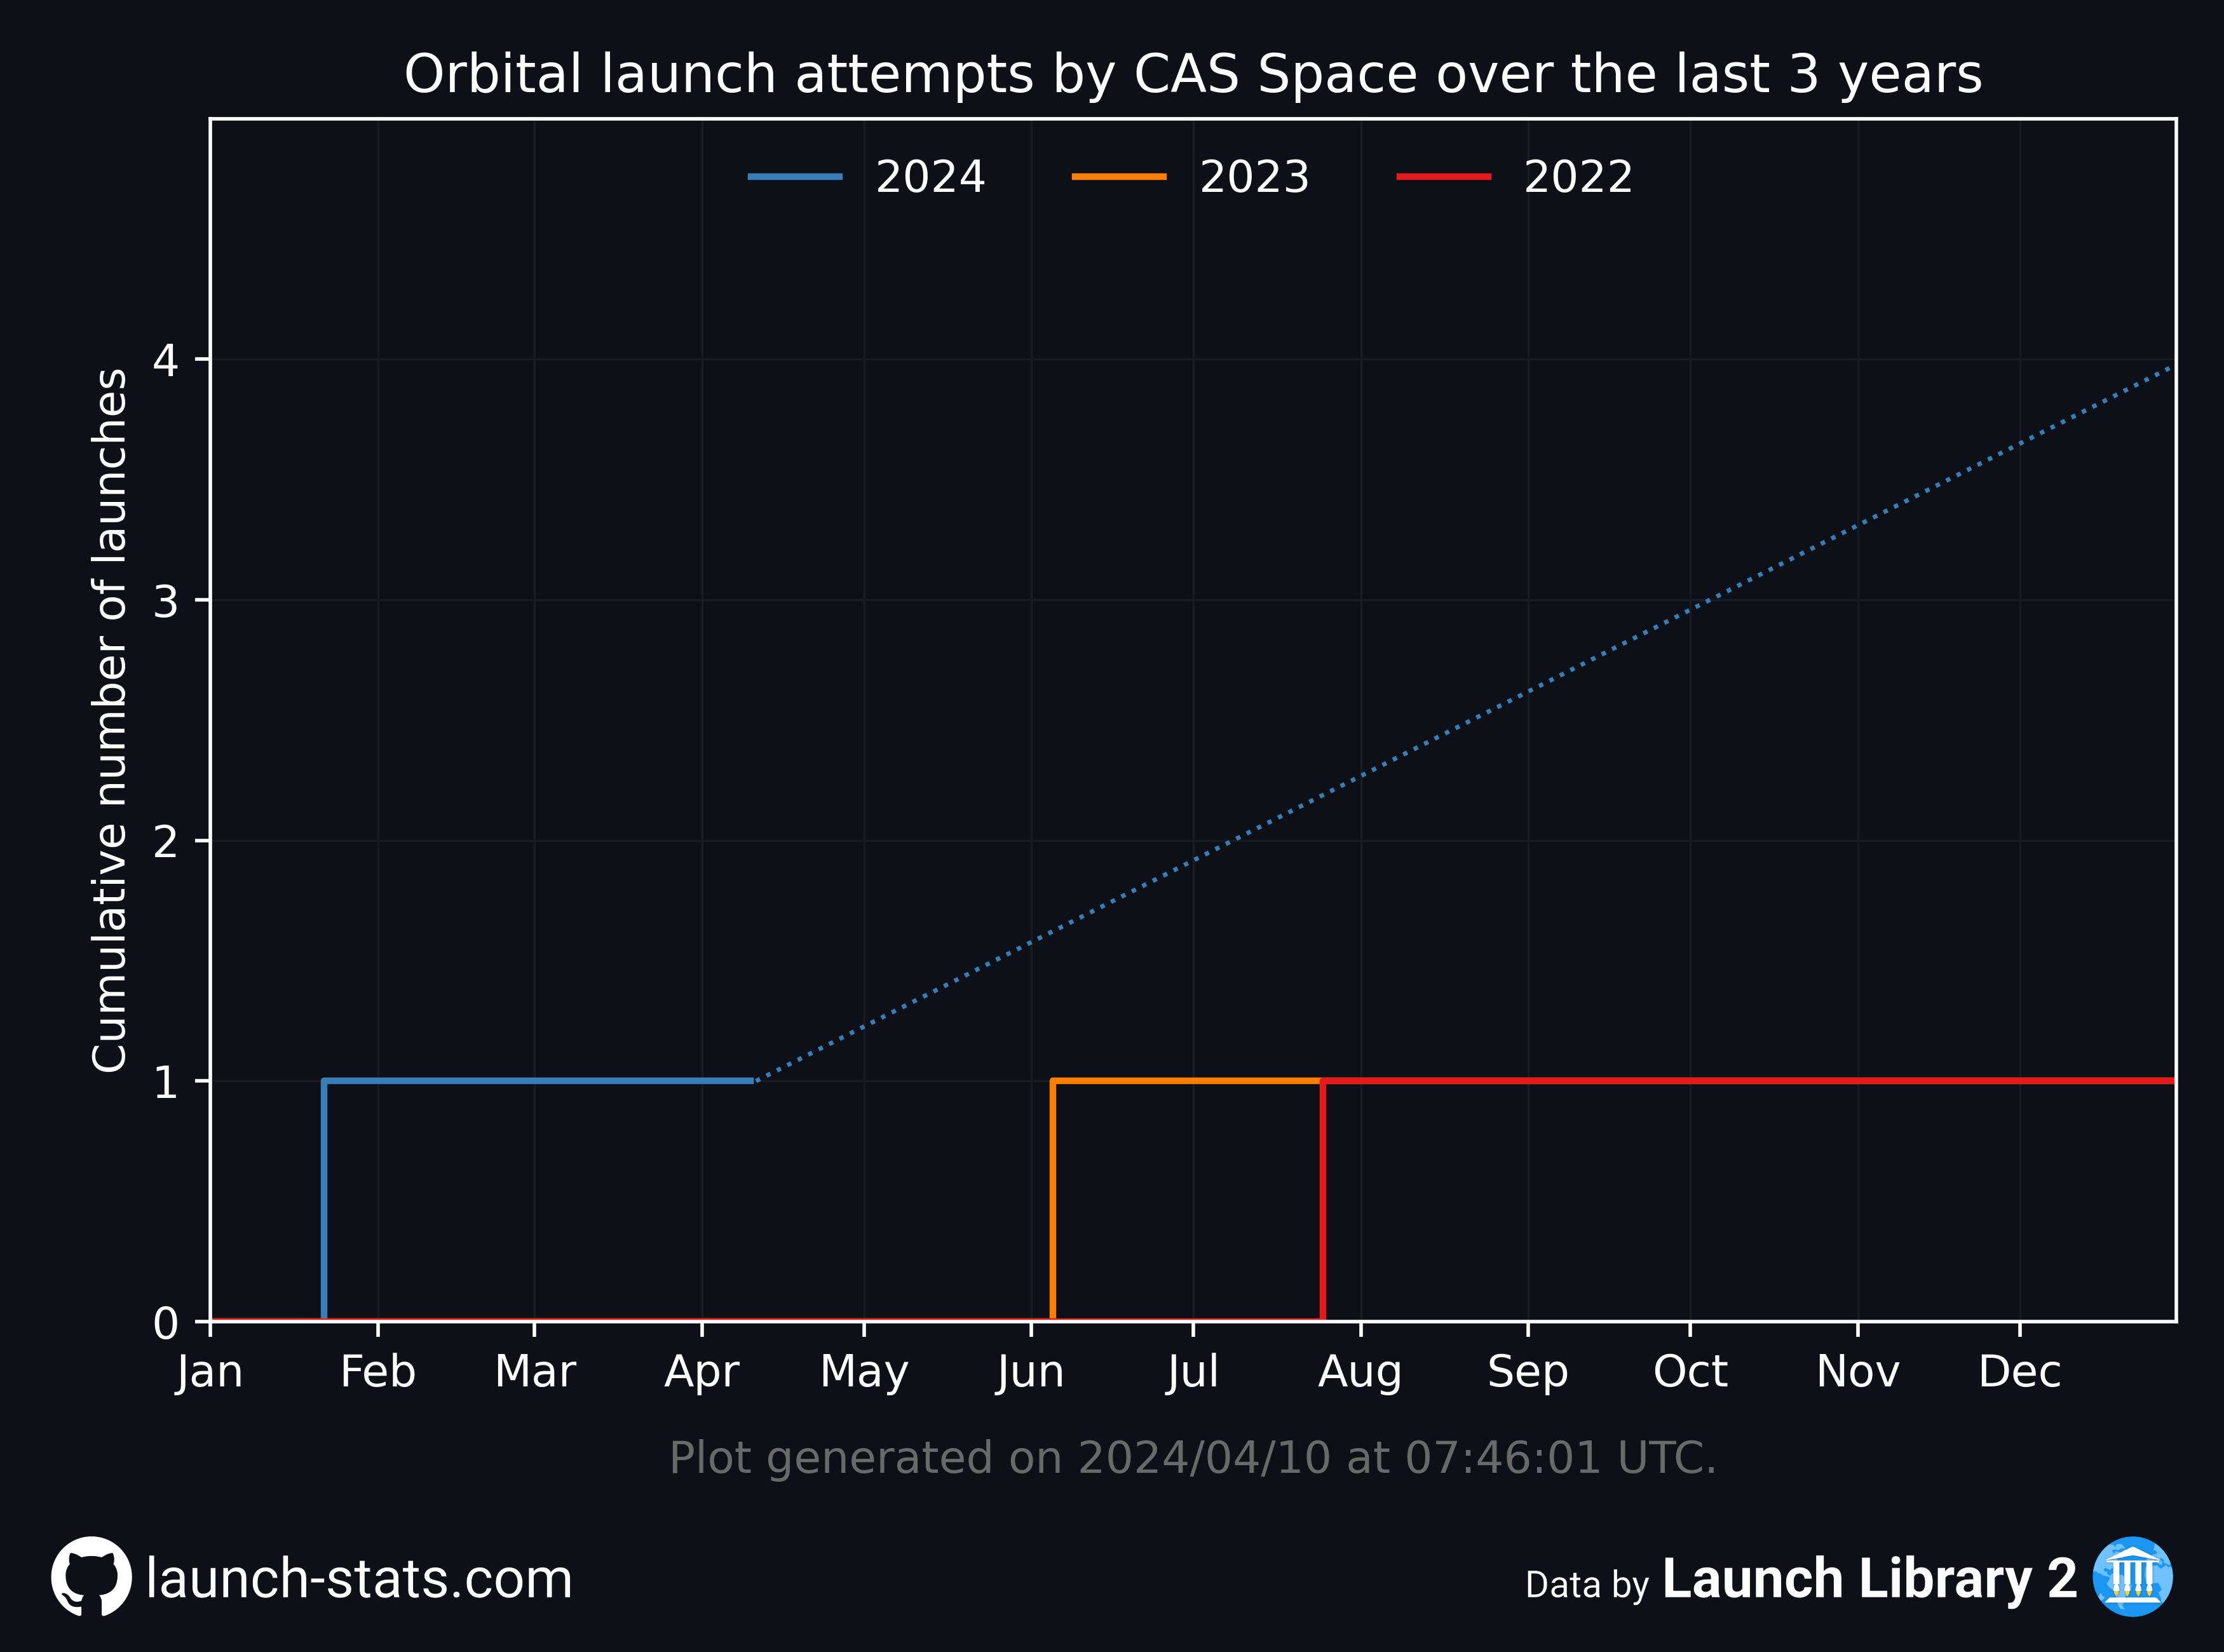 Orbital launch attempts by CAS Space over the last 3 years
2024 2023 2022
Cumulative number of launches
4
3
2
1
0
Jan Feb Mar Apr May Jun Jul Aug Sep Oct Nov Dec
Plot generated on 2024/04/10 at 07:46:01 UTC.
launch-stats.com
Data by Launch Library 2